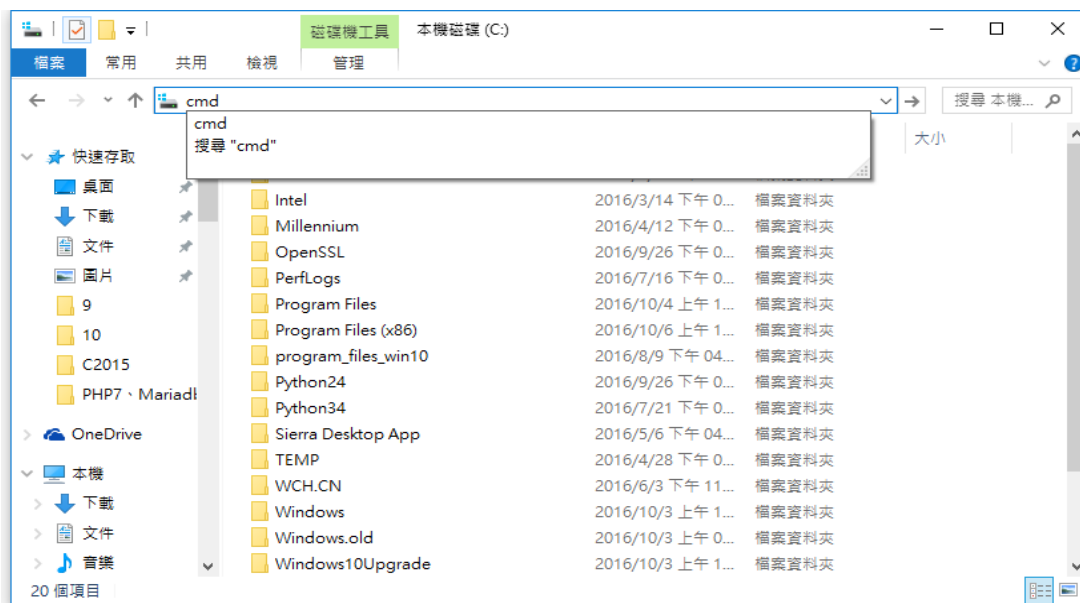 磁碟機工具 本機磁碟 (C:)
檔案 常用 共用 檢視 管理
cmd 搜尋 本機...
cmd
搜尋 "cmd"
大小
快速存取
桌面
下載
文件
圖片
9
10
C2015
PHP7、Mariadb
OneDrive
本機
下載
文件
音樂
Intel 2016/3/14 下午 0... 檔案資料夾
Millennium 2016/4/12 下午 0... 檔案資料夾
OpenSSL 2016/9/26 下午 0... 檔案資料夾
PerfLogs 2016/7/16 下午 0... 檔案資料夾
Program Files 2016/10/4 上午 1... 檔案資料夾
Program Files (x86) 2016/10/6 上午 1... 檔案資料夾
program_files_win10 2016/8/9 下午 04... 檔案資料夾
Python24 2016/9/26 下午 0... 檔案資料夾
Python34 2016/7/21 下午 0... 檔案資料夾
Sierra Desktop App 2016/5/6 下午 04... 檔案資料夾
TEMP 2016/4/28 下午 0... 檔案資料夾
WCH.CN 2016/6/3 下午 11... 檔案資料夾
Windows 2016/10/3 上午 1... 檔案資料夾
Windows.old 2016/10/3 上午 0... 檔案資料夾
Windows10Upgrade 2016/10/3 上午 1... 檔案資料夾
20 個項目